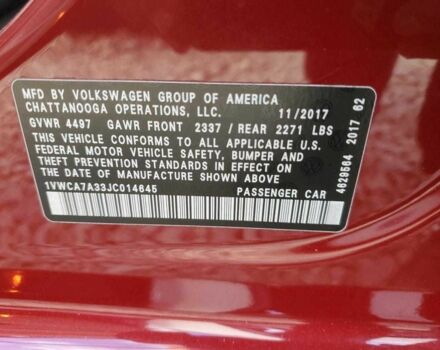 MFD BY VOLKSWAGEN GROUP OF AMERICA
CHATTANOOGA OPERATIONS, LLC. 11/2017
GVWR 4497 GAWR FRONT 2337 / REAR 2271 LBS
THIS VEHICLE CONFORMS TO ALL APPLICABLE U.S.
FEDERAL MOTOR VEHICLE SAFETY, BUMPER AND
THEFT PREVENTION STANDARDS IN EFFECT ON
THE DATE OF MANUFACTURE SHOWN ABOVE.
1VWCA7A33JC014645 PASSENGER CAR
4629584 2017 62